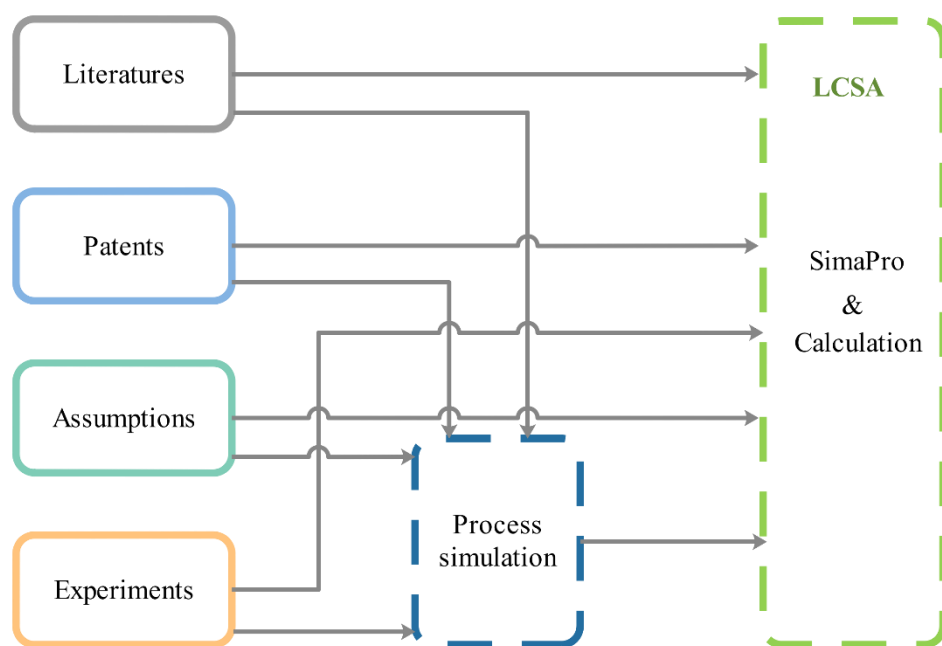 Literatures
Patents
Assumptions
Experiments
Process
simulation
LCSA
SimaPro
&
Calculation